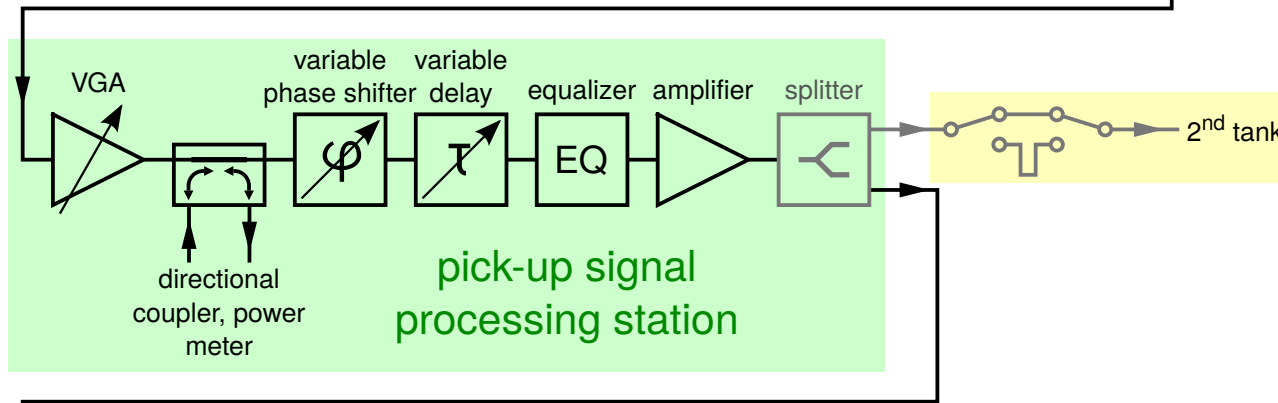 VGA
variable
phase shifter
variable
delay
equalizer
amplifier
splitter
φ
τ
EQ
2nd tank
directional
coupler, power
meter
pick-up signal
processing station